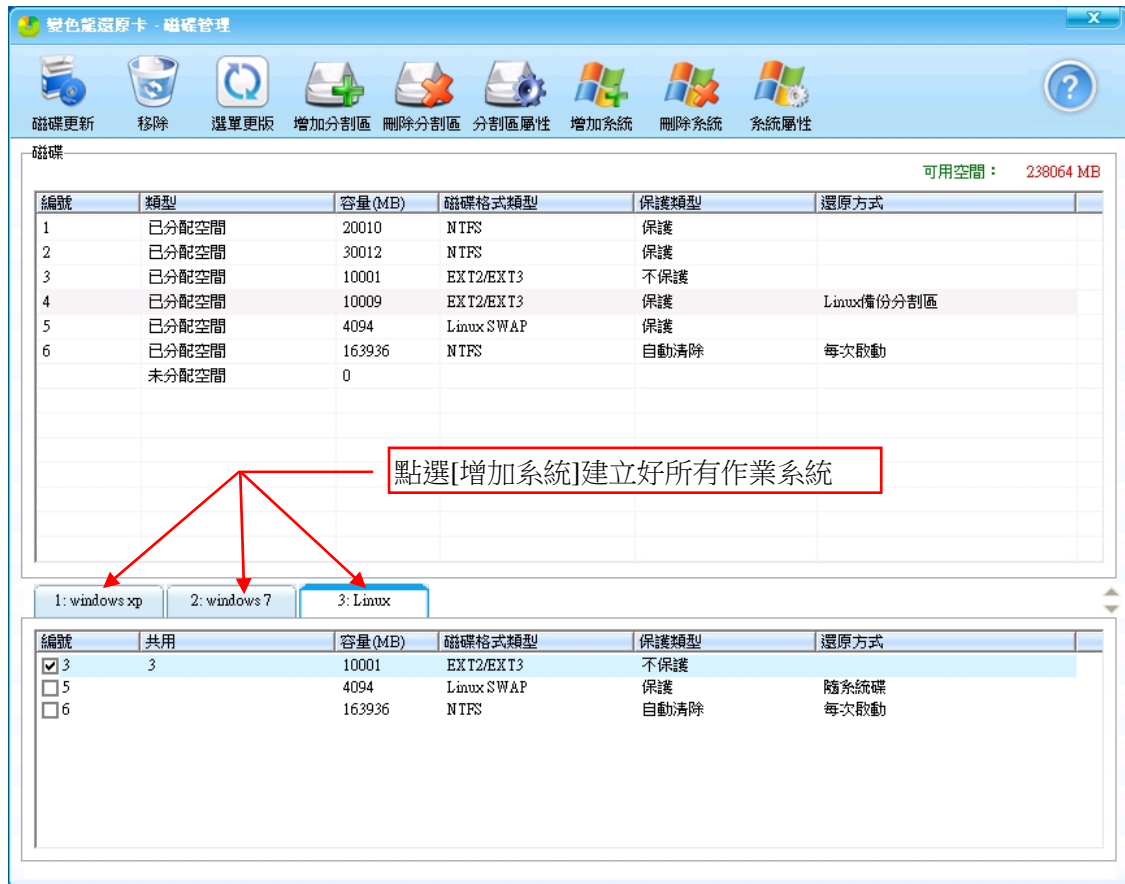 變色龍還原卡 - 磁碟管理
x
磁碟更新 移除 選單更版 增加分割區 刪除分割區 分割區屬性 增加系統 刪除系統 系統屬性 ?
磁碟
可用空間： 238064 MB
編號 類型 容量(MB) 磁碟格式類型 保護類型 還原方式
1 已分配空間 20010 NTFS 保護
2 已分配空間 30012 NTFS 保護
3 已分配空間 10001 EXT2/EXT3 不保護
4 已分配空間 10009 EXT2/EXT3 保護 Linux備份分割區
5 已分配空間 4094 Linux SWAP 保護
6 已分配空間 163936 NTFS 自動清除 每次啟動
未分配空間 0
點選[增加系統]建立好所有作業系統
1: windows xp 2: windows 7 3: Linux
編號 共用 容量(MB) 磁碟格式類型 保護類型 還原方式
3 3 10001 EXT2/EXT3 不保護
5 4094 Linux SWAP 保護 隨系統碟
6 163936 NTFS 自動清除 每次啟動